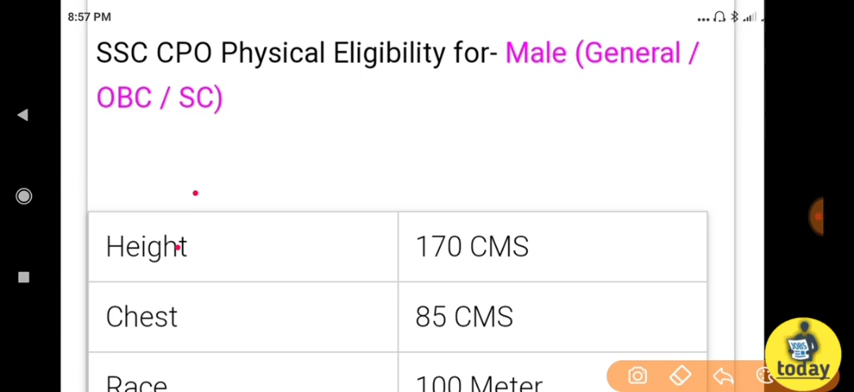 8:57 PM
SSC CPO Physical Eligibility for- Male (General /
OBC / SC)
Height 170 CMS
Chest 85 CMS
Race 100 Meter
JOBS
today